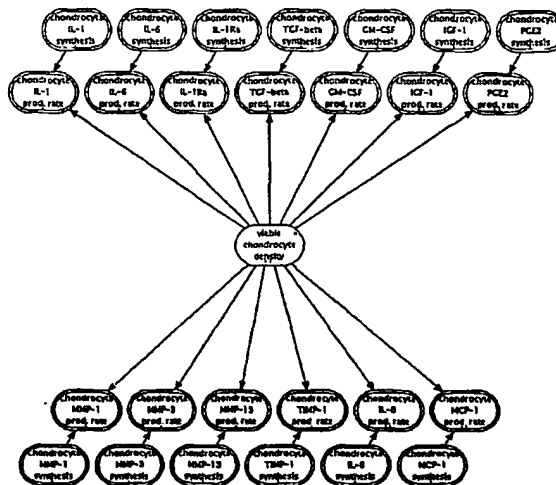 chondrocyte
IL-1
synthesis
chondrocyte
IL-6
synthesis
chondrocyte
IL-1Ra
synthesis
chondrocyte
TGF-beta
synthesis
chondrocyte
GM-CSF
synthesis
chondrocyte
IGF-1
synthesis
chondrocyte
PGE2
synthesis
chondrocyte
IL-1
prod. rate
chondrocyte
IL-6
prod. rate
chondrocyte
IL-1Ra
prod. rate
chondrocyte
TGF-beta
prod. rate
chondrocyte
GM-CSF
prod. rate
chondrocyte
IGF-1
prod. rate
chondrocyte
PGE2
prod. rate
viable
chondrocyte
density
chondrocyte
MMP-1
prod. rate
chondrocyte
MMP-3
prod. rate
chondrocyte
MMP-13
prod. rate
chondrocyte
TIMP-1
prod. rate
chondrocyte
IL-8
prod. rate
chondrocyte
MCP-1
prod. rate
chondrocyte
MMP-1
synthesis
chondrocyte
MMP-3
synthesis
chondrocyte
MMP-13
synthesis
chondrocyte
TIMP-1
synthesis
chondrocyte
IL-8
synthesis
chondrocyte
MCP-1
synthesis